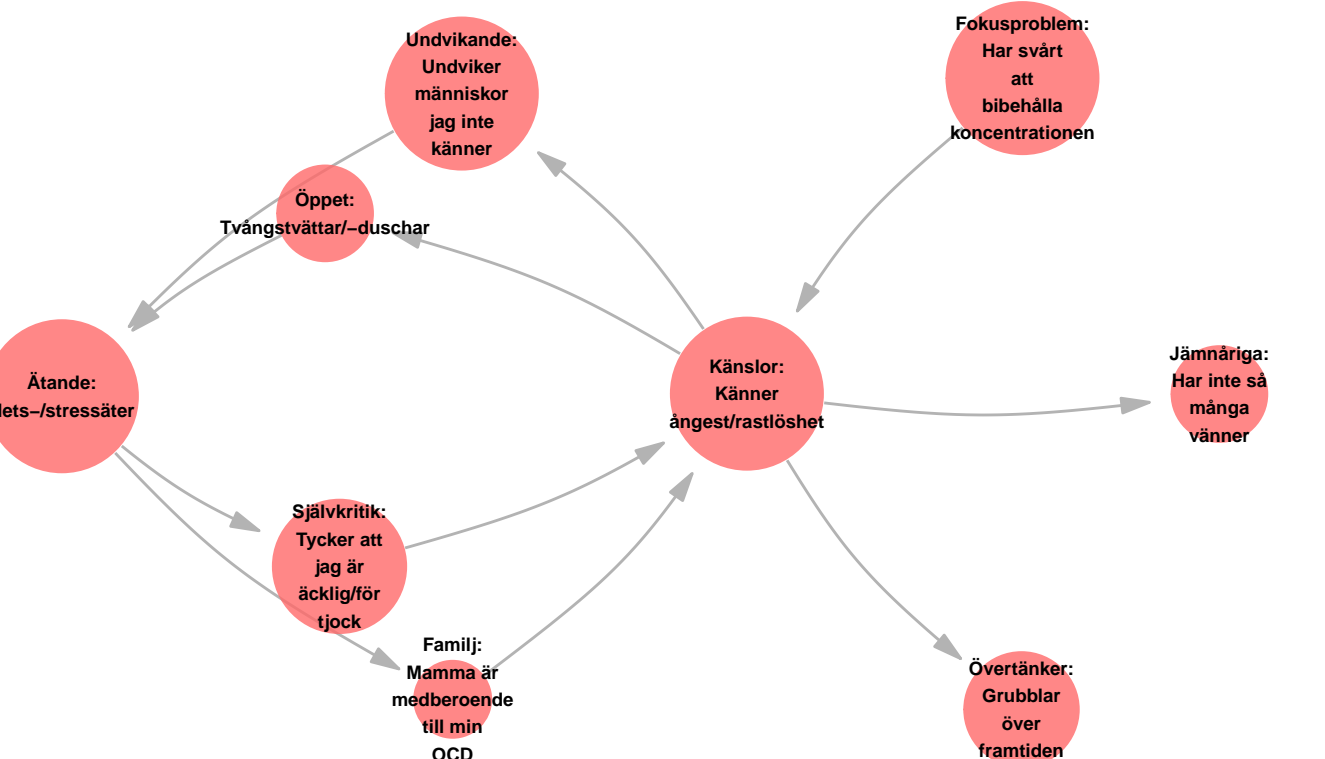 Undvikande:
Undviker
människor
jag inte
känner
Fokusproblem:
Har svårt
att
bibehålla
koncentrationen
Öppet:
Tvångstvättar/–duschar
Ätande:
lets–/stressäter
Känslor:
Känner
ångest/rastlöshet
Jämnåriga:
Har inte så
många
vänner
Självkritik:
Tycker att
jag är
äcklig/för
tjock
Familj:
Mamma är
medberoende
till min
OCD
Övertänker:
Grubblar
över
framtiden